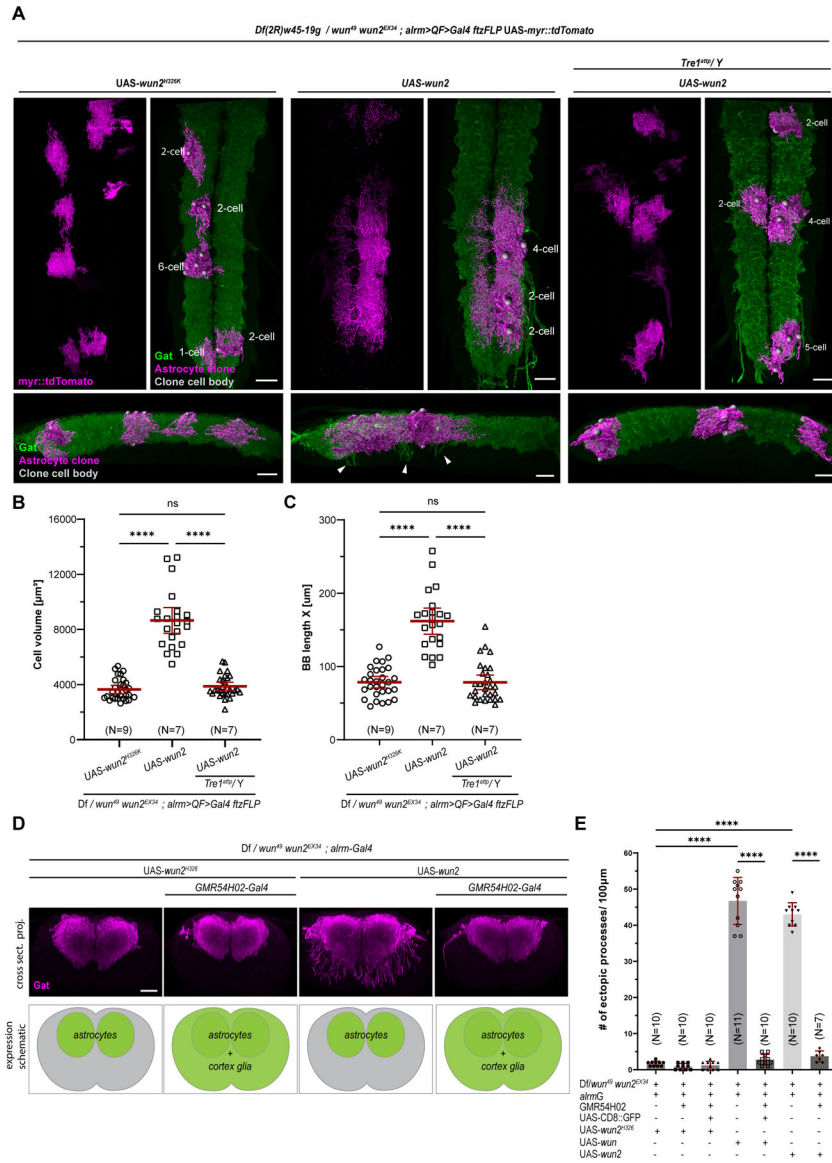 A
Df(2R)w45-19g / wun⁴⁹ wun2ᴱˣ³⁴ ; alrm>QF>Gal4 ftzFLP UAS-myr::tdTomato
Tre1ᵃᵗᵗᵖ/ Y
UAS-wun2ᴴ³²⁶ᴷ
UAS-wun2
UAS-wun2
2-cell
2-cell
6-cell
2-cell
1-cell
myr::tdTomato
Gat
Astrocyte clone
Clone cell body
4-cell
2-cell
2-cell
2-cell
2-cell
4-cell
5-cell
Gat
Astrocyte clone
Clone cell body
B
ns
****
****
Cell volume [µm³]
16000
12000
8000
4000
0
(N=9)
(N=7)
(N=7)
UAS-wun2ᴴ³²⁶ᴷ
UAS-wun2
UAS-wun2
Tre1ᵃᵗᵗᵖ/ Y
Df / wun⁴⁹ wun2ᴱˣ³⁴ ; alrm>QF>Gal4 ftzFLP
C
ns
****
****
BB length X [um]
300
200
100
0
(N=9)
(N=7)
(N=7)
UAS-wun2ᴴ³²⁶ᴷ
UAS-wun2
UAS-wun2
Tre1ᵃᵗᵗᵖ/ Y
Df / wun⁴⁹ wun2ᴱˣ³⁴ ; alrm>QF>Gal4 ftzFLP
D
Df / wun⁴⁹ wun2ᴱˣ³⁴ ; alrm-Gal4
UAS-wun2ᴴ³²⁶
UAS-wun2
GMR54H02-Gal4
GMR54H02-Gal4
cross sect. proj.
Gat
expression schematic
astrocytes
astrocytes + cortex glia
astrocytes
astrocytes + cortex glia
E
****
****
****
****
# of ectopic processes/ 100µm
60
50
40
30
20
10
5
0
(N=10)
(N=10)
(N=10)
(N=11)
(N=10)
(N=10)
(N=7)
Df/wun⁴⁹ wun2ᴱˣ³⁴ + + + + + + +
alrmG + + + + + + +
GMR54H02 - + + - + - +
UAS-CD8::GFP - - + - + - -
UAS-wun2ᴴ³²⁶ + + + - - - -
UAS-wun - - - + + - -
UAS-wun2 - - - - - + +